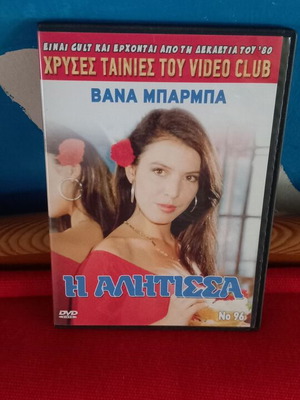 ΕΙΝΑΙ CULT ΚΑΙ ΕΡΧΟΝΤΑΙ ΑΠΟ ΤΗ ΔΕΚΑΕΤΙΑ ΤΟΥ '80
ΧΡΥΣΕΣ ΤΑΙΝΙΕΣ ΤΟΥ VIDEO CLUB
ΒΑΝΑ ΜΠΑΡΜΠΑ
Η ΑΛΗΤΙΣΣΑ
DVD
No 96